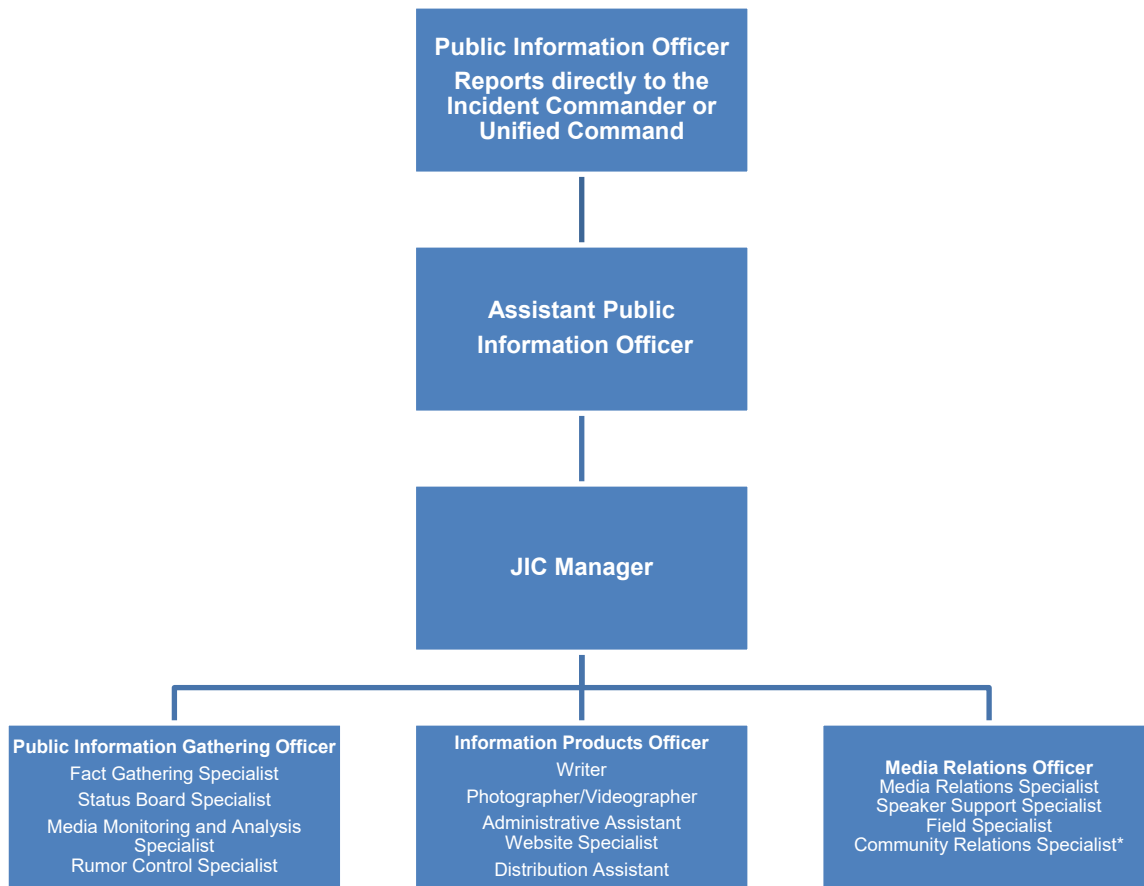 Public Information Officer
Reports directly to the
Incident Commander or
Unified Command
Assistant Public
Information Officer
JIC Manager
Public Information Gathering Officer
Fact Gathering Specialist
Status Board Specialist
Media Monitoring and Analysis
Specialist
Rumor Control Specialist
Information Products Officer
Writer
Photographer/Videographer
Administrative Assistant
Website Specialist
Distribution Assistant
Media Relations Officer
Media Relations Specialist
Speaker Support Specialist
Field Specialist
Community Relations Specialist*